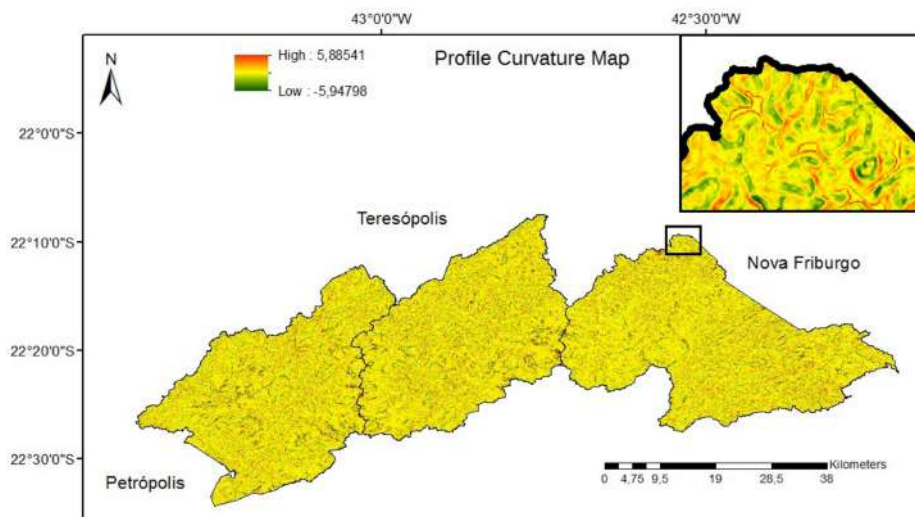 43°0'0"W 42°30'0"W
High : 5,88541
Low : -5,94798
Profile Curvature Map
N
22°0'0"S
Teresópolis
22°10'0"S
Nova Friburgo
22°20'0"S
22°30'0"S
Petrópolis
Kilometers
0 4,75 9,5 19 28,5 38